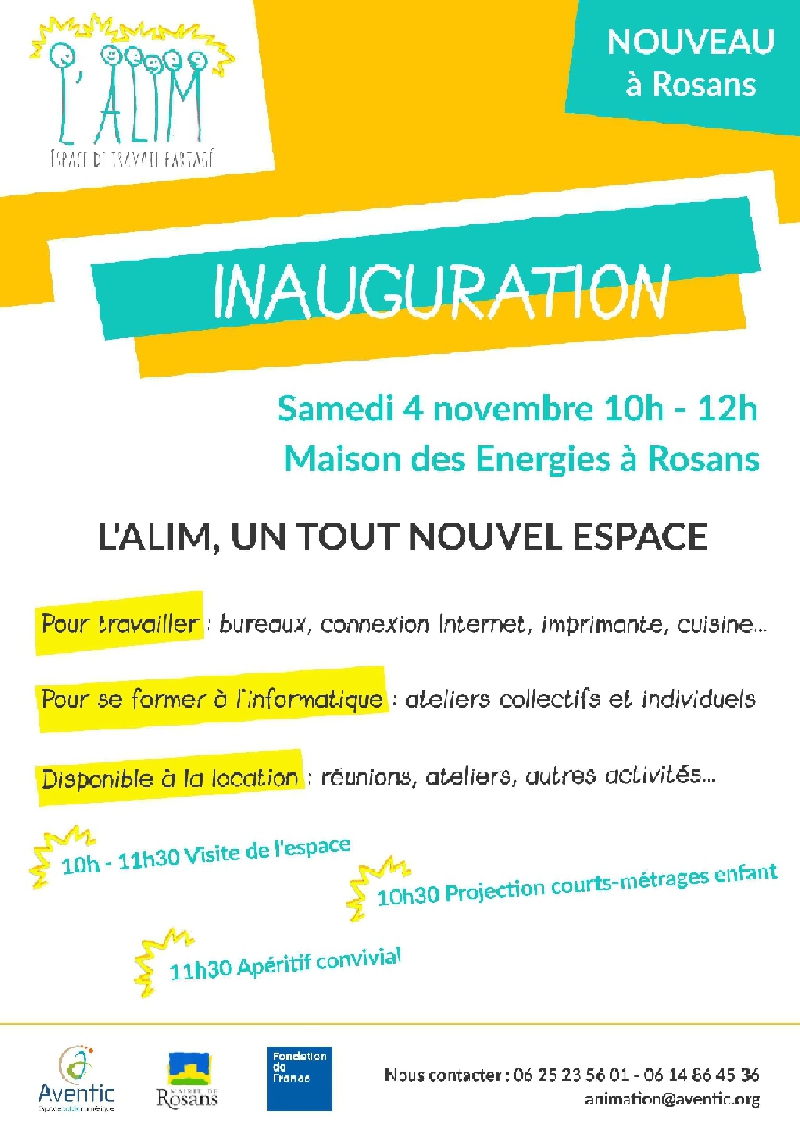 L'ALIM
ESPACE DE TRAVAIL PARTAGÉ
NOUVEAU
à Rosans
INAUGURATION
Samedi 4 novembre 10h - 12h
Maison des Energies à Rosans
L'ALIM, UN TOUT NOUVEL ESPACE
Pour travailler : bureaux, connexion Internet, imprimante, cuisine...
Pour se former à l'informatique : ateliers collectifs et individuels
Disponible à la location : réunions, ateliers, autres activités...
10h - 11h30 Visite de l'espace
10h30 Projection courts-métrages enfant
11h30 Apéritif convivial
Aventic
Rosans
Fondation
de
France
Nous contacter : 06 25 23 56 01 - 06 14 86 45 36
animation@aventic.org